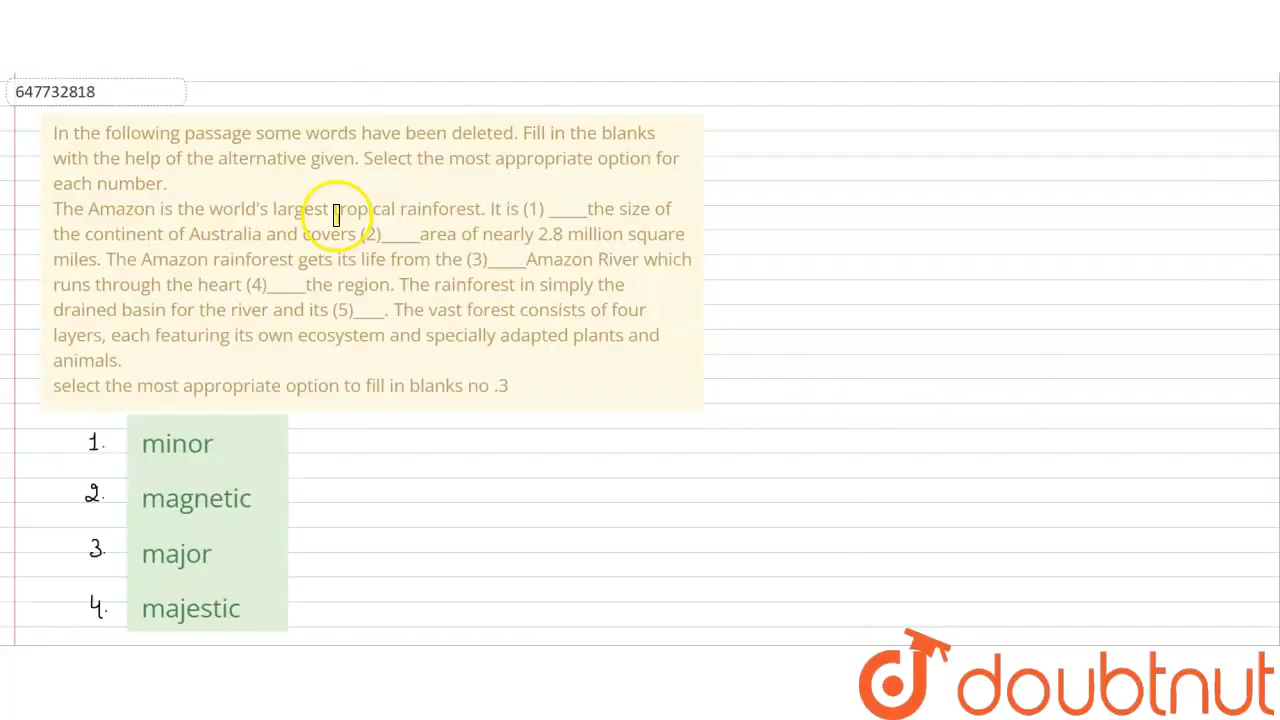 647732818
In the following passage some words have been deleted. Fill in the blanks
with the help of the alternative given. Select the most appropriate option for
each number.
The Amazon is the world's largest tropical rainforest. It is (1) _____the size of
the continent of Australia and covers (2)_____area of nearly 2.8 million square
miles. The Amazon rainforest gets its life from the (3)_____Amazon River which
runs through the heart (4)_____the region. The rainforest in simply the
drained basin for the river and its (5)____. The vast forest consists of four
layers, each featuring its own ecosystem and specially adapted plants and
animals.
select the most appropriate option to fill in blanks no .3
1. minor
2. magnetic
3. major
4. majestic
doubtnut